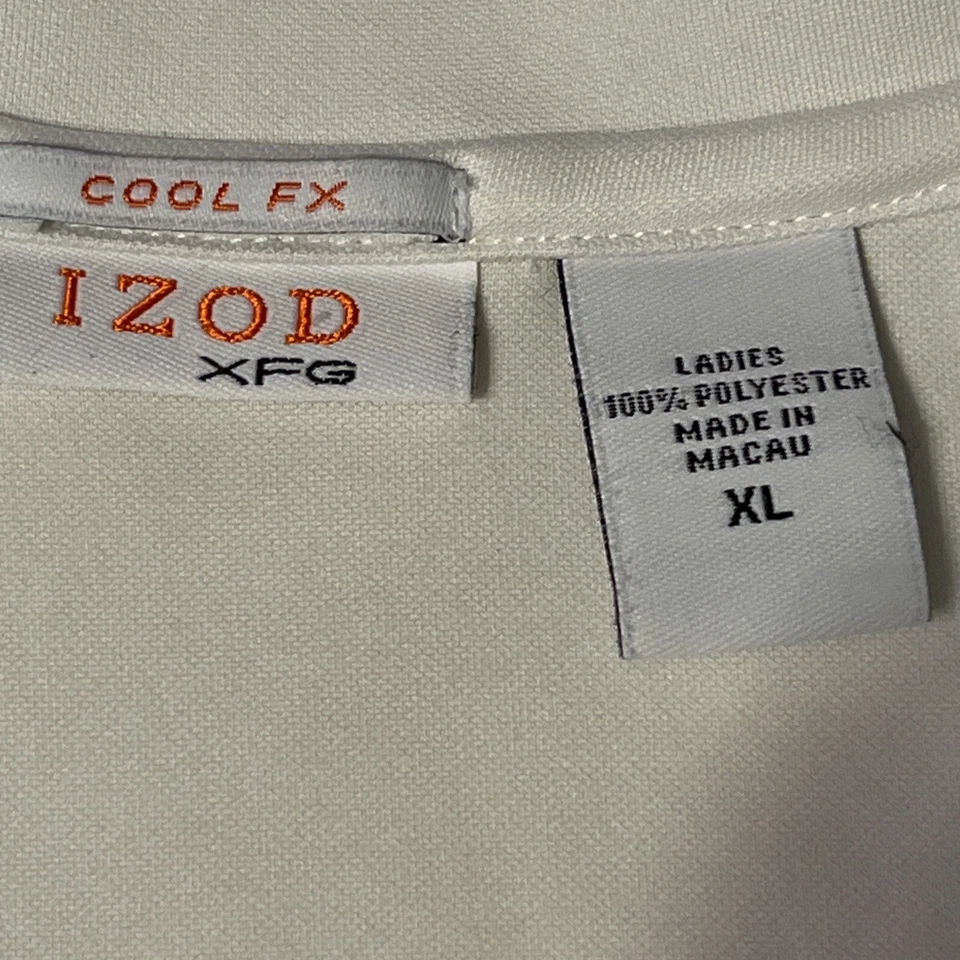 COOL FX
IZOD
XFG
LADIES
100% POLYESTER
MADE IN
MACAU
XL